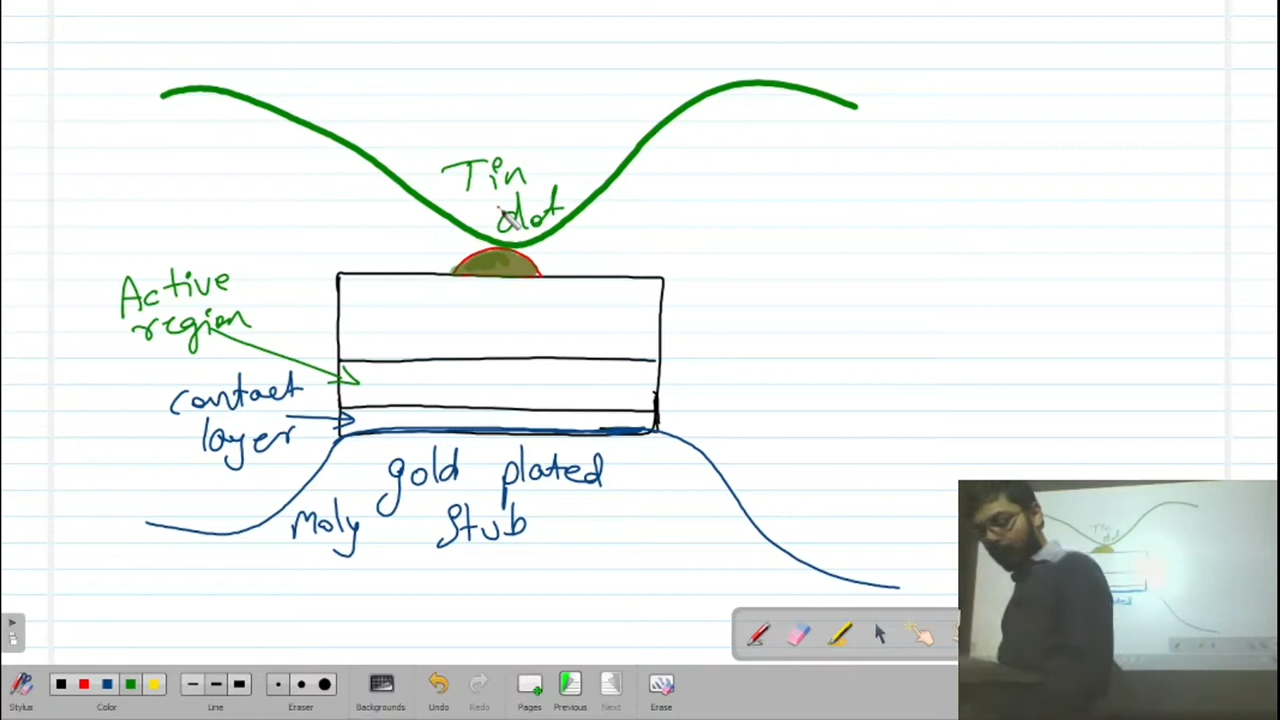 Tin
dot
Active
region
contact
layer
gold plated
Moly stub
Stylus
Color
Line
Eraser
Backgrounds
Undo
Redo
Pages
Previous
Next
Erase